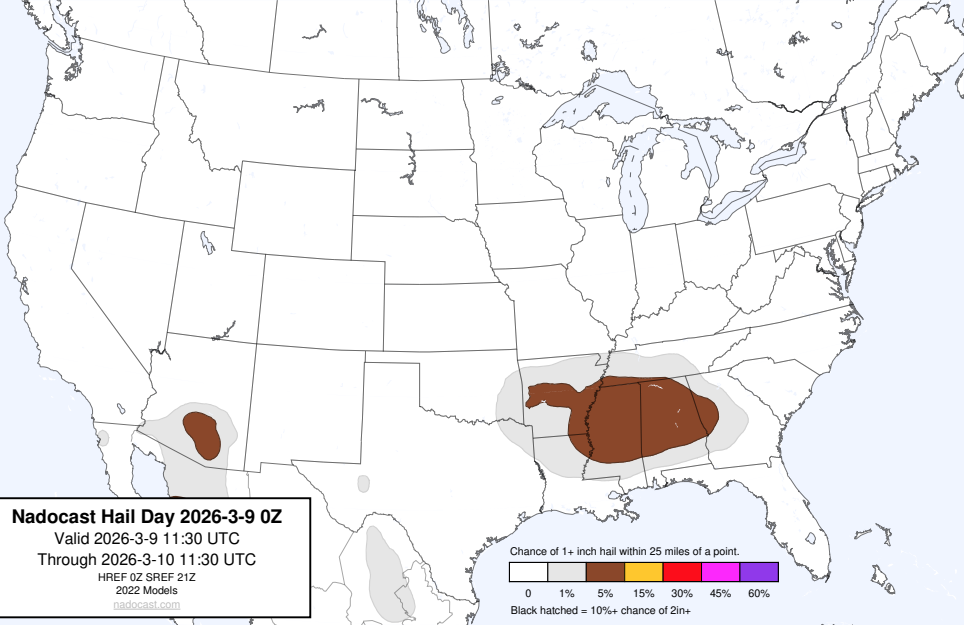 Nadocast Hail Day 2026-3-9 0Z
Valid 2026-3-9 11:30 UTC
Through 2026-3-10 11:30 UTC
HREF 0Z SREF 21Z
2022 Models
nadocast.com
Chance of 1+ inch hail within 25 miles of a point.
0 1% 5% 15% 30% 45% 60%
Black hatched = 10%+ chance of 2in+